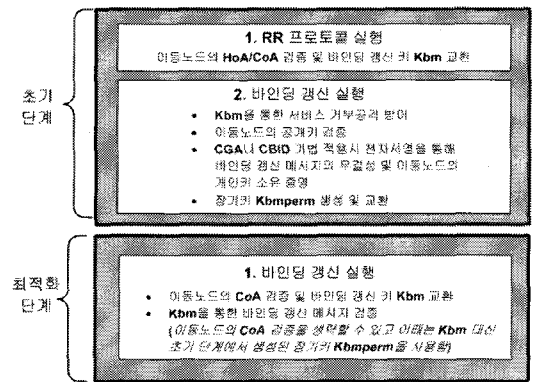 초기
단계
1. RR 프로토콜 실행
이동노드의 HoA/CoA 검증 및 바인딩 갱신 키 Kbm 교환
2. 바인딩 갱신 실행
• Kbm을 통한 서비스 거부공격 방어
• 이동노드의 공개키 검증
• CGA나 CBID 기법 적용시 전자서명을 통해
바인딩 갱신 메시지의 무결성 및 이동노드의
개인키 소유 증명
• 장기키 Kbmperm 생성 및 교환
최적화
단계
1. 바인딩 갱신 실행
• 이동노드의 CoA 검증 및 바인딩 갱신 키 Kbm 교환
• Kbm을 통한 바인딩 갱신 메시지 검증
(이동노드의 CoA 검증을 생략할 수 있고 이때는 Kbm 대신
초기 단계에서 생성된 장기키 Kbmperm을 사용함)